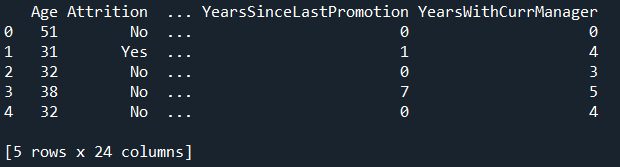 Age Attrition ... YearsSinceLastPromotion YearsWithCurrManager
0 51 No ... 0 0
1 31 Yes ... 1 4
2 32 No ... 0 3
3 38 No ... 7 5
4 32 No ... 0 4
[5 rows x 24 columns]